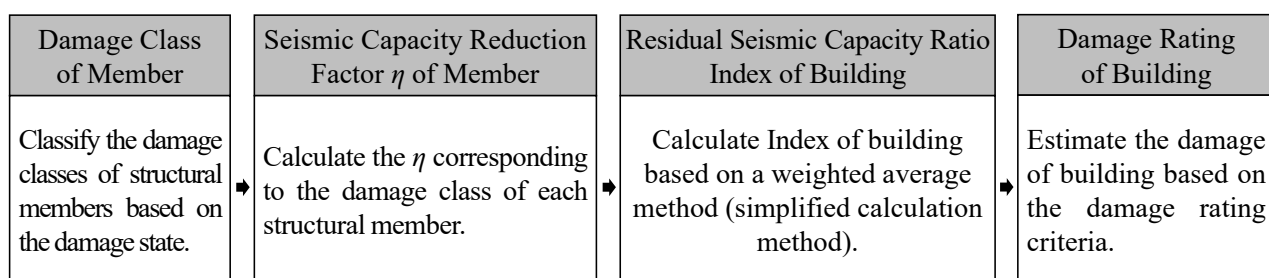 Damage Class
of Member
Classify the damage
classes of structural
members based on
the damage state.
Seismic Capacity Reduction
Factor η of Member
Calculate the η corresponding
to the damage class of each
structural member.
Residual Seismic Capacity Ratio
Index of Building
Calculate Index of building
based on a weighted average
method (simplified calculation
method).
Damage Rating
of Building
Estimate the damage
of building based on
the damage rating
criteria.